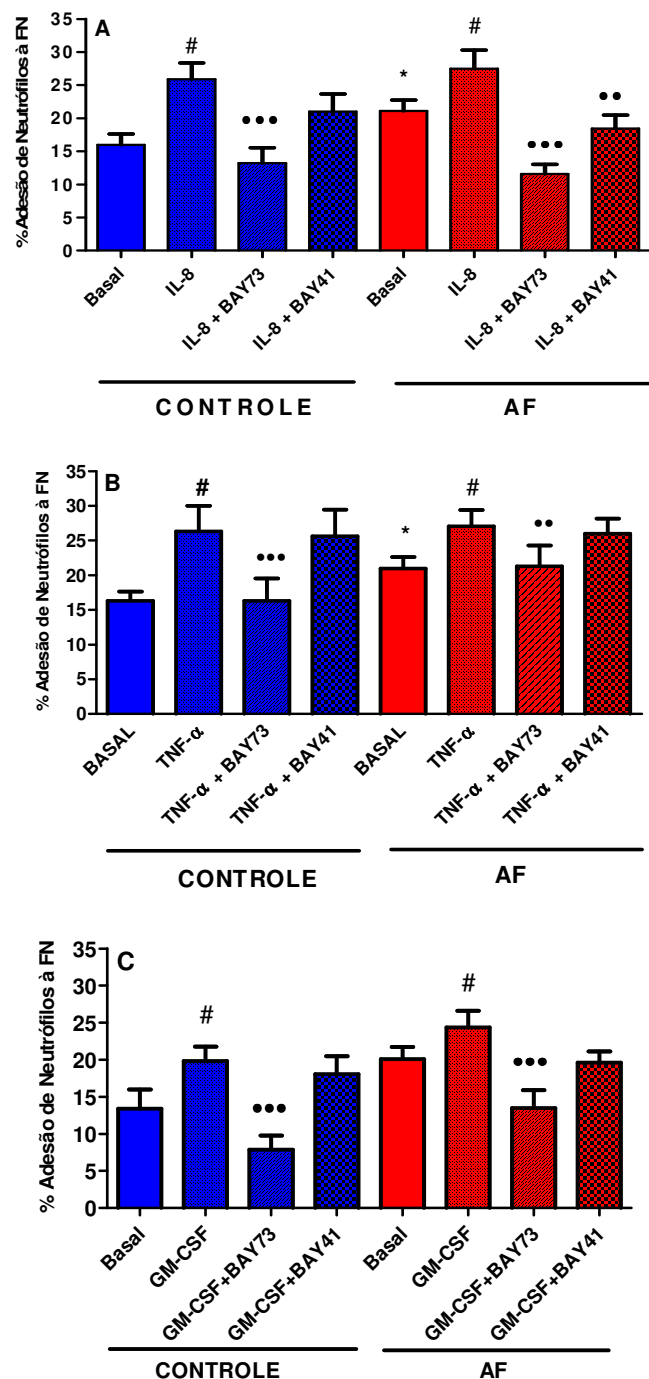 A
% Adesão de Neutrófilos à FN
35
30
25
20
15
10
5
0
#
•••
*
#
•••
••
Basal
IL-8
IL-8 + BAY73
IL-8 + BAY41
Basal
IL-8
IL-8 + BAY73
IL-8 + BAY41
CONTROLE
AF
B
% Adesão de Neutrófilos à FN
35
30
25
20
15
10
5
0
#
•••
*
#
••
BASAL
TNF-α
TNF-α + BAY73
TNF-α + BAY41
BASAL
TNF-α
TNF-α + BAY73
TNF-α + BAY41
CONTROLE
AF
C
% Adesão de Neutrófilos à FN
35
30
25
20
15
10
5
0
#
•••
#
•••
Basal
GM-CSF
GM-CSF+BAY73
GM-CSF+BAY41
Basal
GM-CSF
GM-CSF+BAY73
GM-CSF+BAY41
CONTROLE
AF